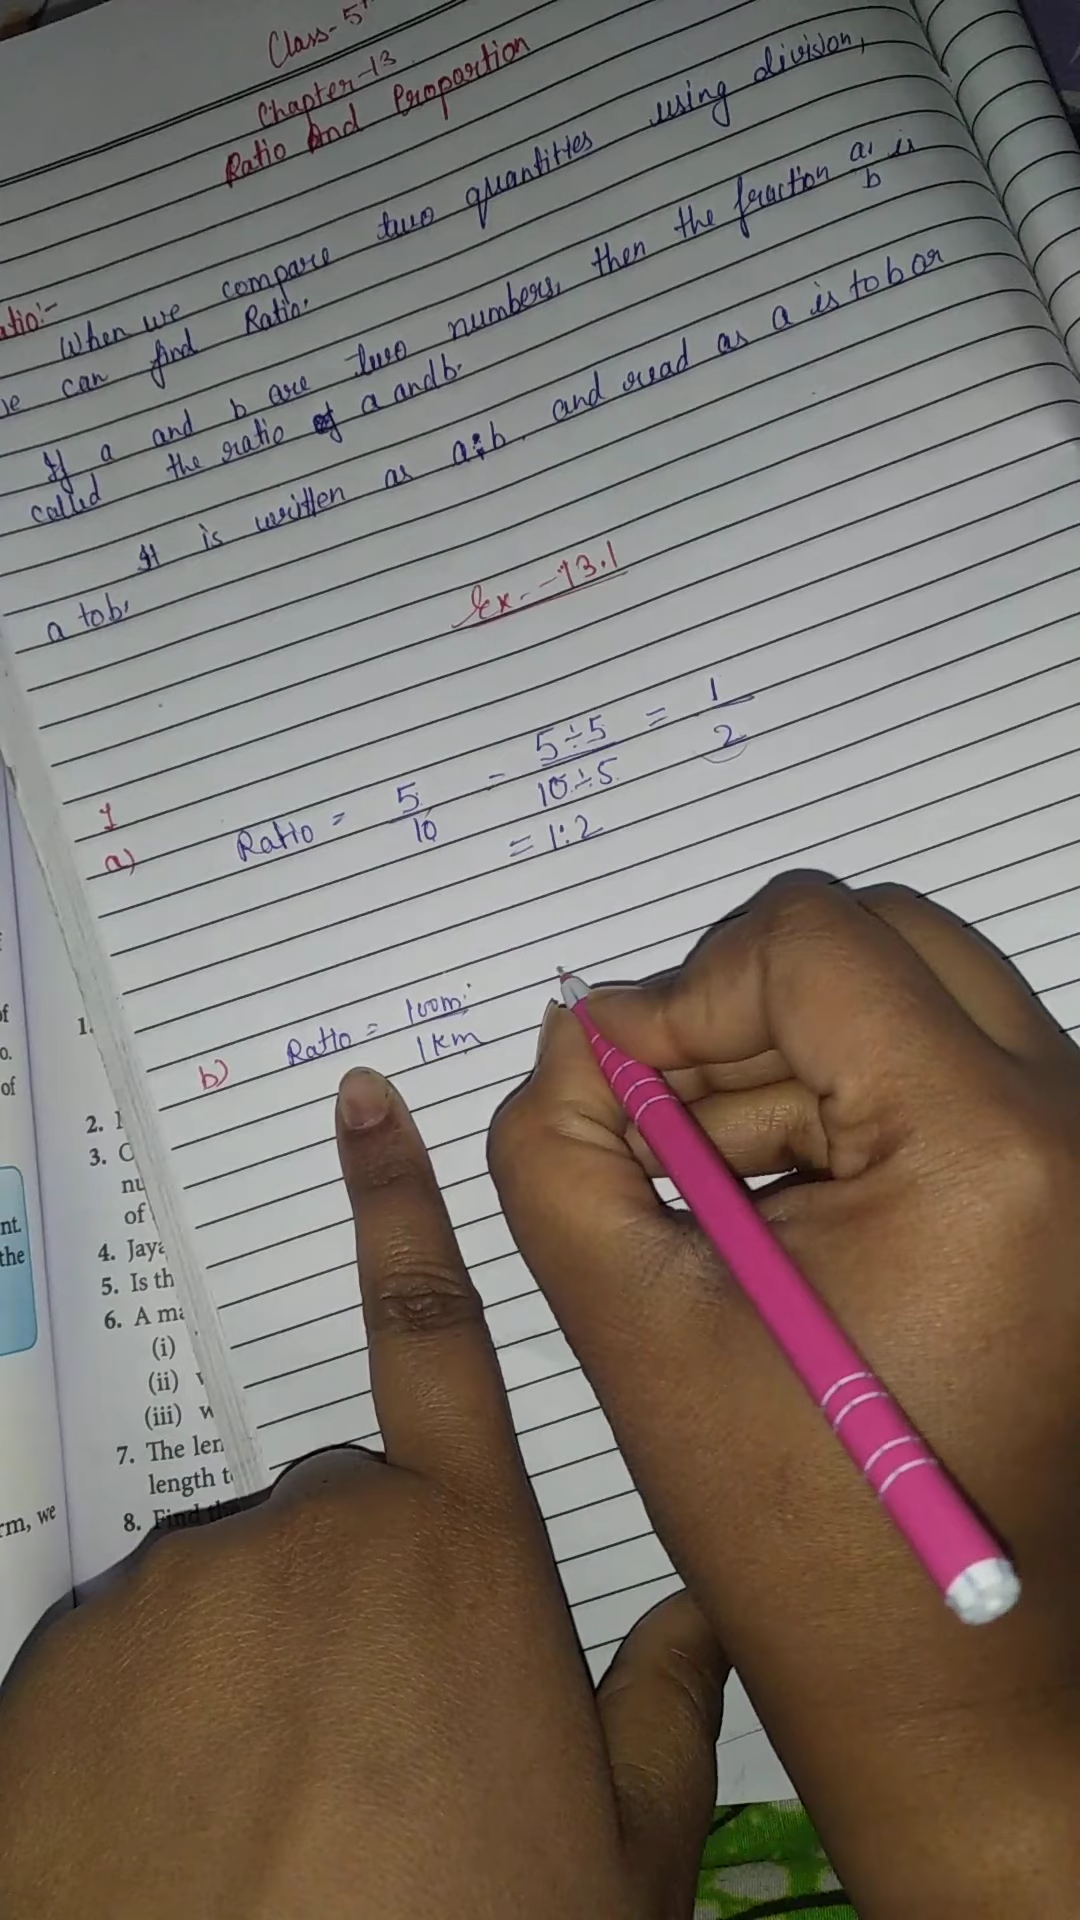 Class-5th
Chapter-13
Ratio And Proportion
atio:-
When we compare two quantities using division,
e can find Ratio.
If a and b are two numbers, then the fraction a/b is
called the ratio of a and b.
It is written as a:b and read as a is to b or
a to b.
Ex.-13.1
1
a) Ratio = 5/10 = 5÷5/10÷5 = 1/2
= 1:2
b) Ratio = 100m/1km
1.
2.
3.
nu
of
4. Jaya
5. Is th
6. A ma
(i)
(ii)
(iii) w
7. The len
length t
8. Find th
of
o.
of
nt.
the
rm, we